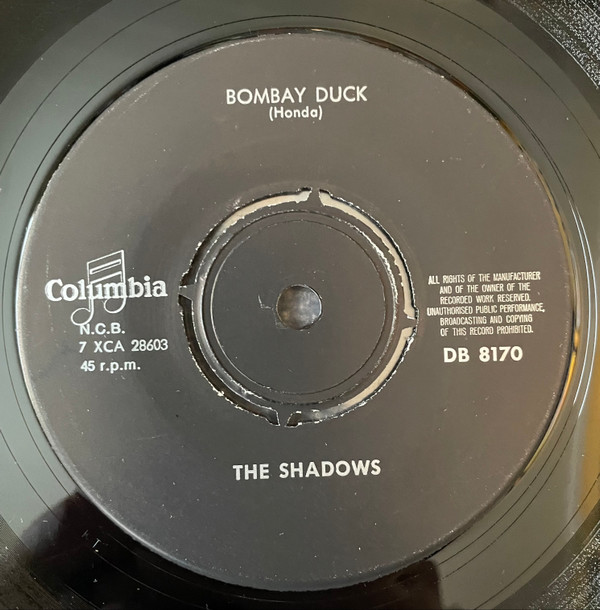 BOMBAY DUCK
(Honda)
Columbia
N.C.B.
7 XCA 28603
45 r.p.m.
ALL RIGHTS OF THE MANUFACTURER
AND OF THE OWNER OF THE
RECORDED WORK RESERVED.
UNAUTHORISED PUBLIC PERFORMANCE,
BROADCASTING AND COPYING
OF THIS RECORD PROHIBITED.
DB 8170
THE SHADOWS